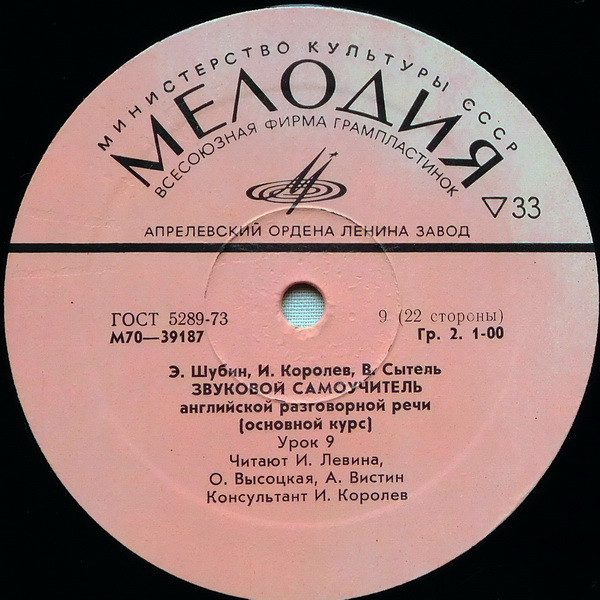 МИНИСТЕРСТВО КУЛЬТУРЫ СССР
МЕЛОДИЯ
ВСЕСОЮЗНАЯ ФИРМА ГРАМПЛАСТИНОК
▽33
АПРЕЛЕВСКИЙ ОРДЕНА ЛЕНИНА ЗАВОД
ГОСТ 5289-73 9 (22 стороны)
М70—39187 Гр. 2. 1-00
Э. Шубин, И. Королев, В. Сытель
ЗВУКОВОЙ САМОУЧИТЕЛЬ
английской разговорной речи
(основной курс)
Урок 9
Читают И. Левина,
О. Высоцкая, А. Вистин
Консультант И. Королев